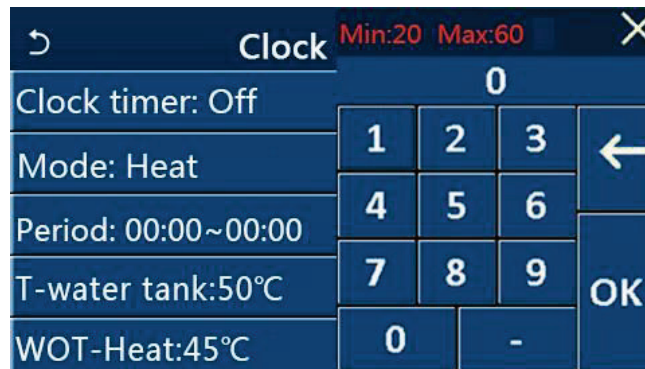 Clock
Clock timer: Off
Mode: Heat
Period: 00:00~00:00
T-water tank:50℃
WOT-Heat:45℃
Min:20 Max:60
0
1 2 3
4 5 6
7 8 9
OK
0 -